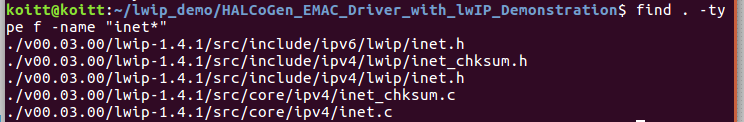 koitt@koitt:~/lwip_demo/HALCoGen_EMAC_Driver_with_lwIP_Demonstration$ find . -ty
pe f -name "inet*"
./v00.03.00/lwip-1.4.1/src/include/ipv6/lwip/inet.h
./v00.03.00/lwip-1.4.1/src/include/ipv4/lwip/inet_chksum.h
./v00.03.00/lwip-1.4.1/src/include/ipv4/lwip/inet.h
./v00.03.00/lwip-1.4.1/src/core/ipv4/inet_chksum.c
./v00.03.00/lwip-1.4.1/src/core/ipv4/inet.c